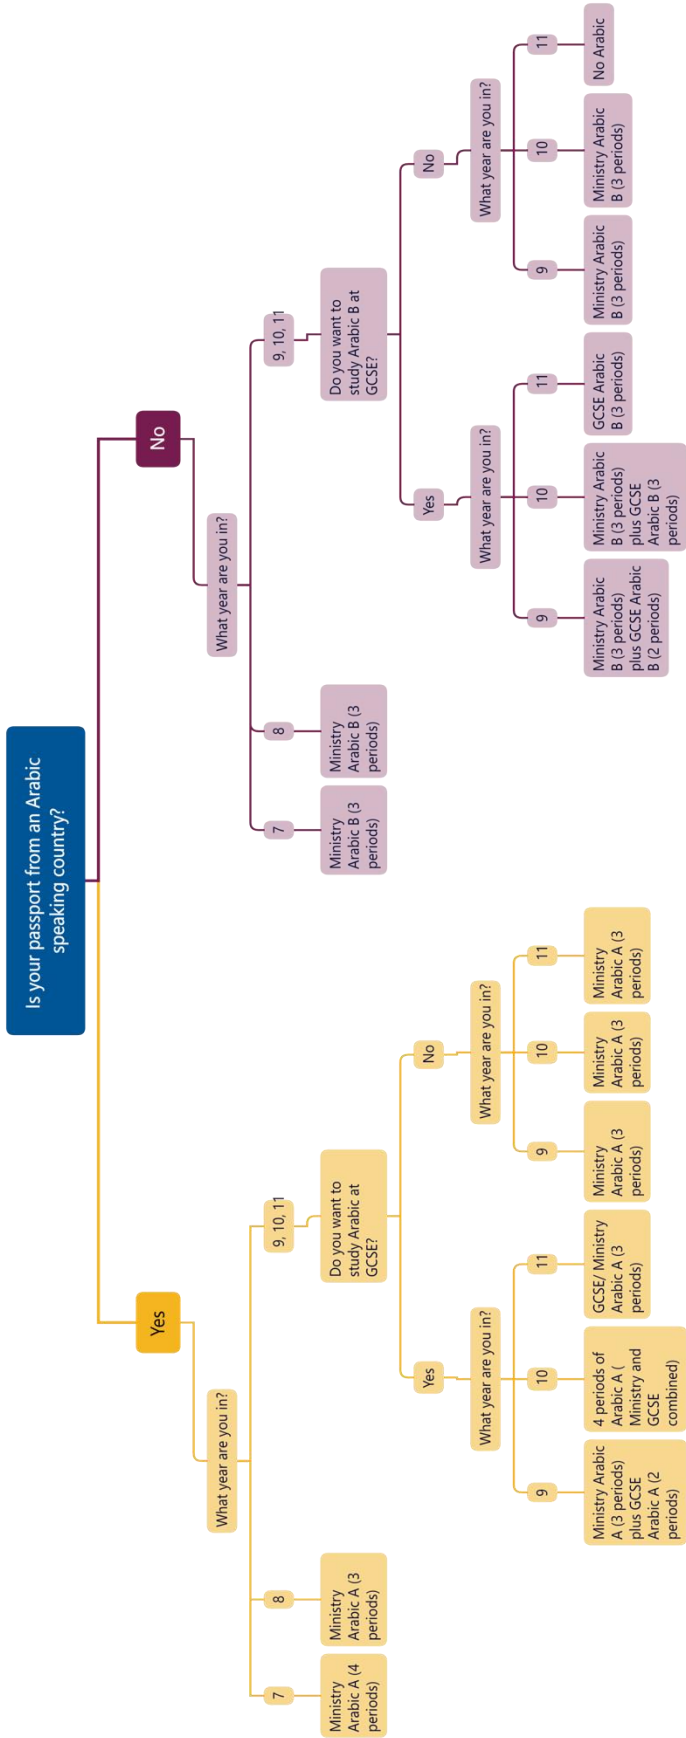 Is your passport from an Arabic
speaking country?
Yes
What year are you in?
7
Ministry
Arabic A (4
periods)
8
Ministry
Arabic A (3
periods)
9, 10, 11
Do you want to
study Arabic at
GCSE?
Yes
What year are you in?
9
Ministry Arabic
A (3 periods)
plus GCSE
Arabic A (2
periods)
10
4 periods of
Arabic A (
Ministry and
GCSE
combined)
11
GCSE/ Ministry
Arabic A (3
periods)
No
What year are you in?
9
Ministry
Arabic A (3
periods)
10
Ministry
Arabic A (3
periods)
11
Ministry
Arabic A (3
periods)
No
What year are you in?
7
Ministry
Arabic B (3
periods)
8
Ministry
Arabic B (3
periods)
9, 10, 11
Do you want to
study Arabic B at
GCSE?
Yes
What year are you in?
9
Ministry Arabic
B (3 periods)
plus GCSE Arabic
B (2 periods)
10
Ministry Arabic
B (3 periods)
plus GCSE
Arabic B (3
periods)
11
GCSE Arabic
B (3 periods)
No
What year are you in?
9
Ministry Arabic
B (3 periods)
10
Ministry Arabic
B (3 periods)
11
No Arabic